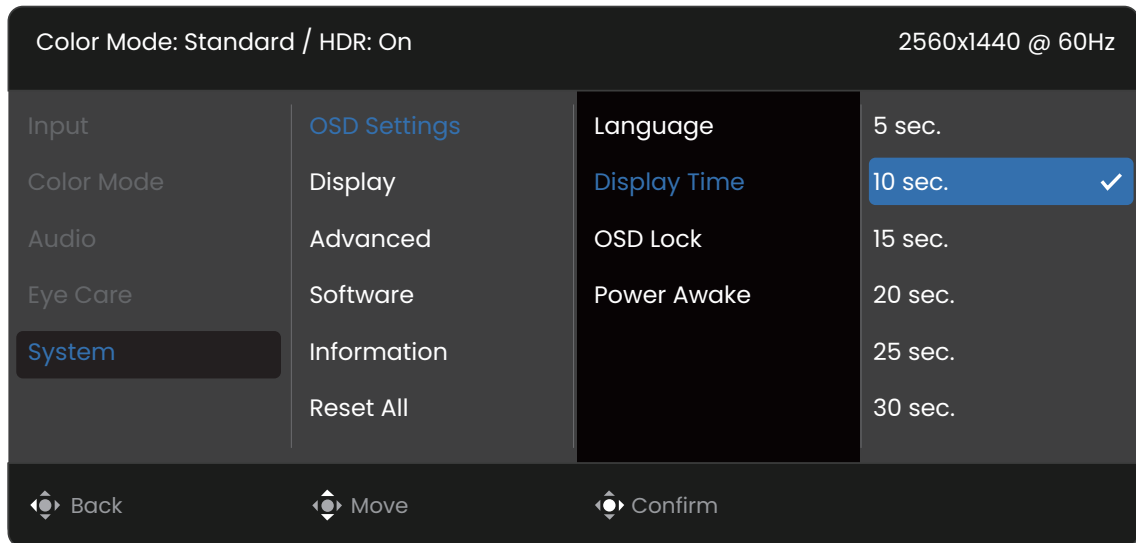 Color Mode: Standard / HDR: On
2560x1440 @ 60Hz
Input
Color Mode
Audio
Eye Care
System
OSD Settings
Display
Advanced
Software
Information
Reset All
Language
Display Time
OSD Lock
Power Awake
5 sec.
10 sec.
15 sec.
20 sec.
25 sec.
30 sec.
Back
Move
Confirm